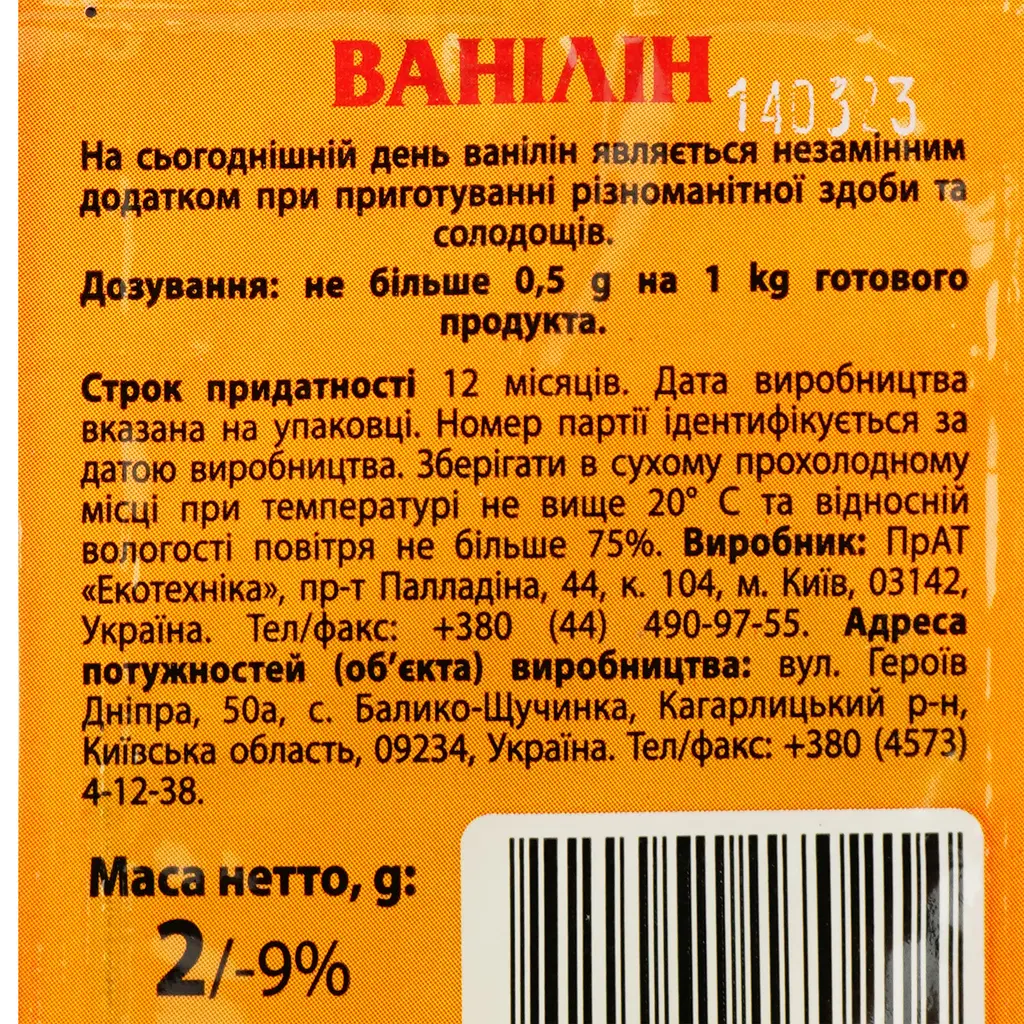 ВАНІЛІН
140323
На сьогоднішній день ванілін являється незамінним
додатком при приготуванні різноманітної здоби та
солодощів.
Дозування: не більше 0,5 g на 1 kg готового
продукта.
Строк придатності 12 місяців. Дата виробництва
вказана на упаковці. Номер партії ідентифікується за
датою виробництва. Зберігати в сухому прохолодному
місці при температурі не вище 20° С та відносній
вологості повітря не більше 75%. Виробник: ПрАТ
«Екотехніка», пр-т Палладіна, 44, к. 104, м. Київ, 03142,
Україна. Тел/факс: +380 (44) 490-97-55. Адреса
потужностей (об’єкта) виробництва: вул. Героїв
Дніпра, 50а, с. Балико-Щучинка, Кагарлицький р-н,
Київська область, 09234, Україна. Тел/факс: +380 (4573)
4-12-38.
Маса нетто, g:
2/-9%